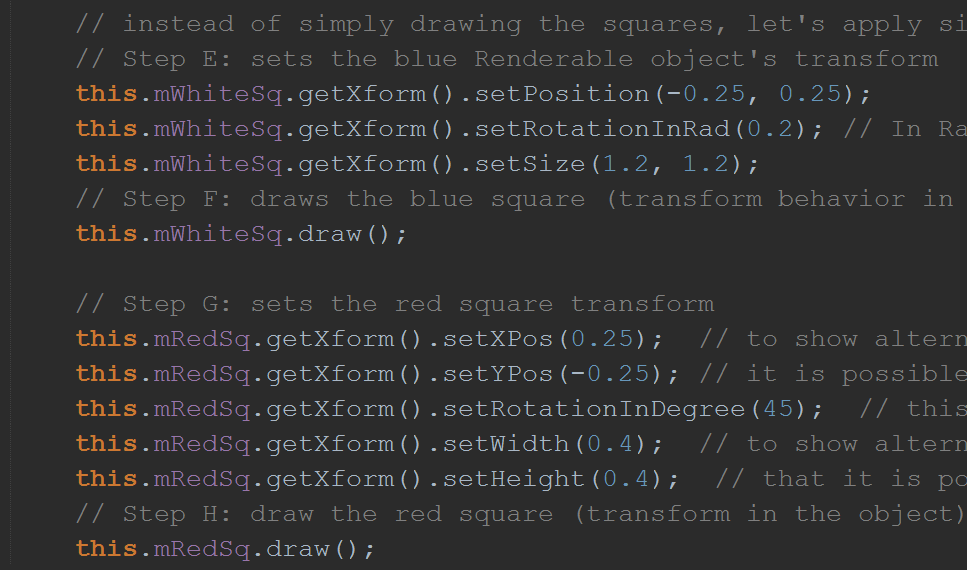 // instead of simply drawing the squares, let's apply si
// Step E: sets the blue Renderable object's transform
this.mWhiteSq.getXform().setPosition(-0.25, 0.25);
this.mWhiteSq.getXform().setRotationInRad(0.2); // In Ra
this.mWhiteSq.getXform().setSize(1.2, 1.2);
// Step F: draws the blue square (transform behavior in
this.mWhiteSq.draw();
// Step G: sets the red square transform
this.mRedSq.getXform().setXPos(0.25);  // to show altern
this.mRedSq.getXform().setYPos(-0.25); // it is possible
this.mRedSq.getXform().setRotationInDegree(45);  // this
this.mRedSq.getXform().setWidth(0.4);  // to show altern
this.mRedSq.getXform().setHeight(0.4);  // that it is po
// Step H: draw the red square (transform in the object)
this.mRedSq.draw();